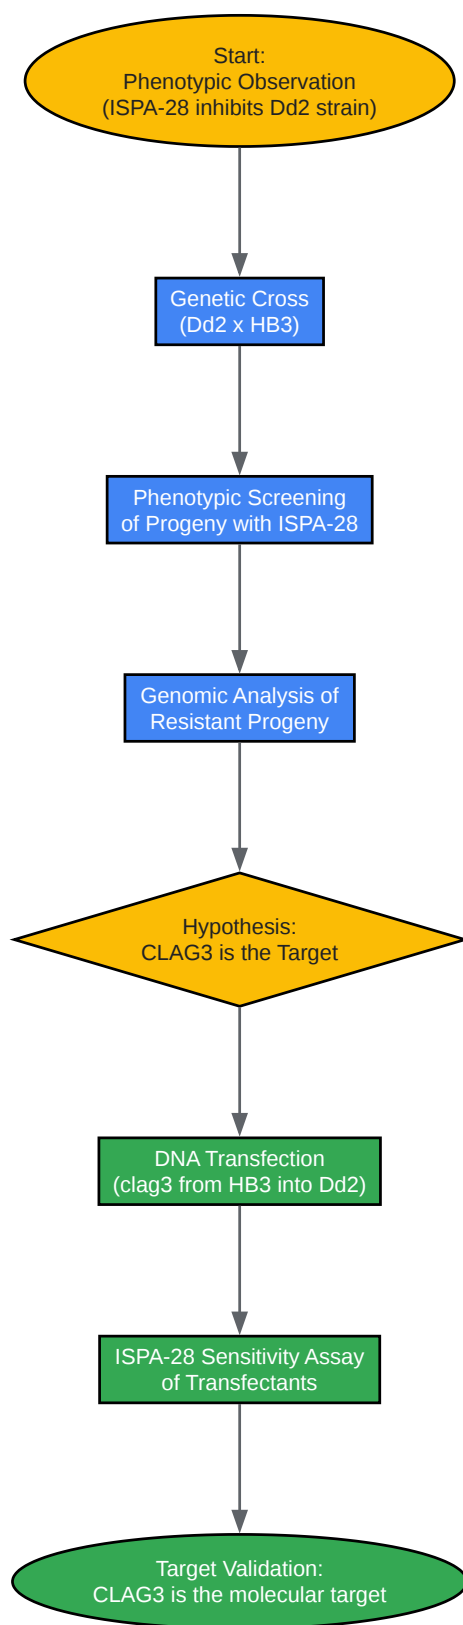 Start:
Phenotypic Observation
(ISPA-28 inhibits Dd2 strain)
Genetic Cross
(Dd2 x HB3)
Phenotypic Screening
of Progeny with ISPA-28
Genomic Analysis of
Resistant Progeny
Hypothesis:
CLAG3 is the Target
DNA Transfection
(clag3 from HB3 into Dd2)
ISPA-28 Sensitivity Assay
of Transfectants
Target Validation:
CLAG3 is the molecular target